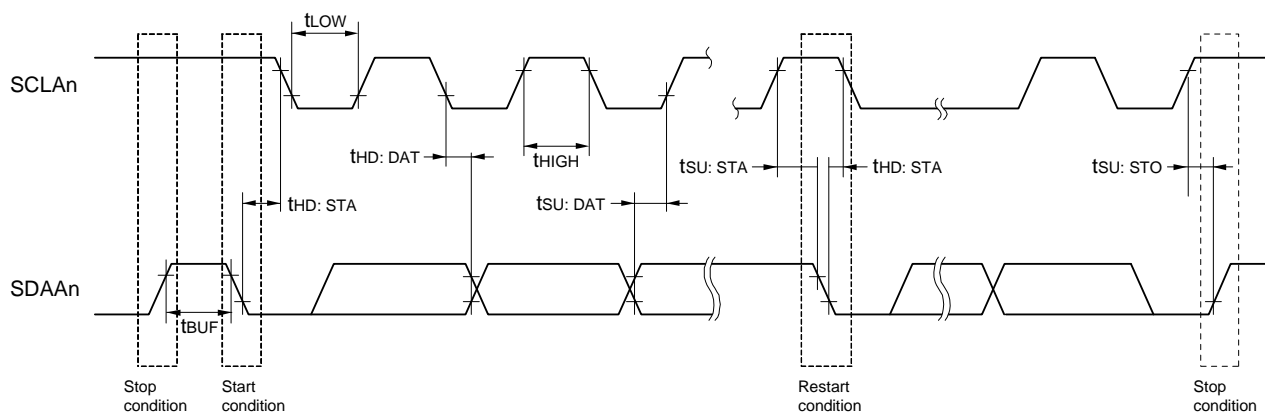 tLOW
SCLAn
tHD: DAT
tHIGH
tSU: STA
tHD: STA
tSU: STO
tHD: STA
tSU: DAT
SDAAn
tBUF
Stop
condition
Start
condition
Restart
condition
Stop
condition